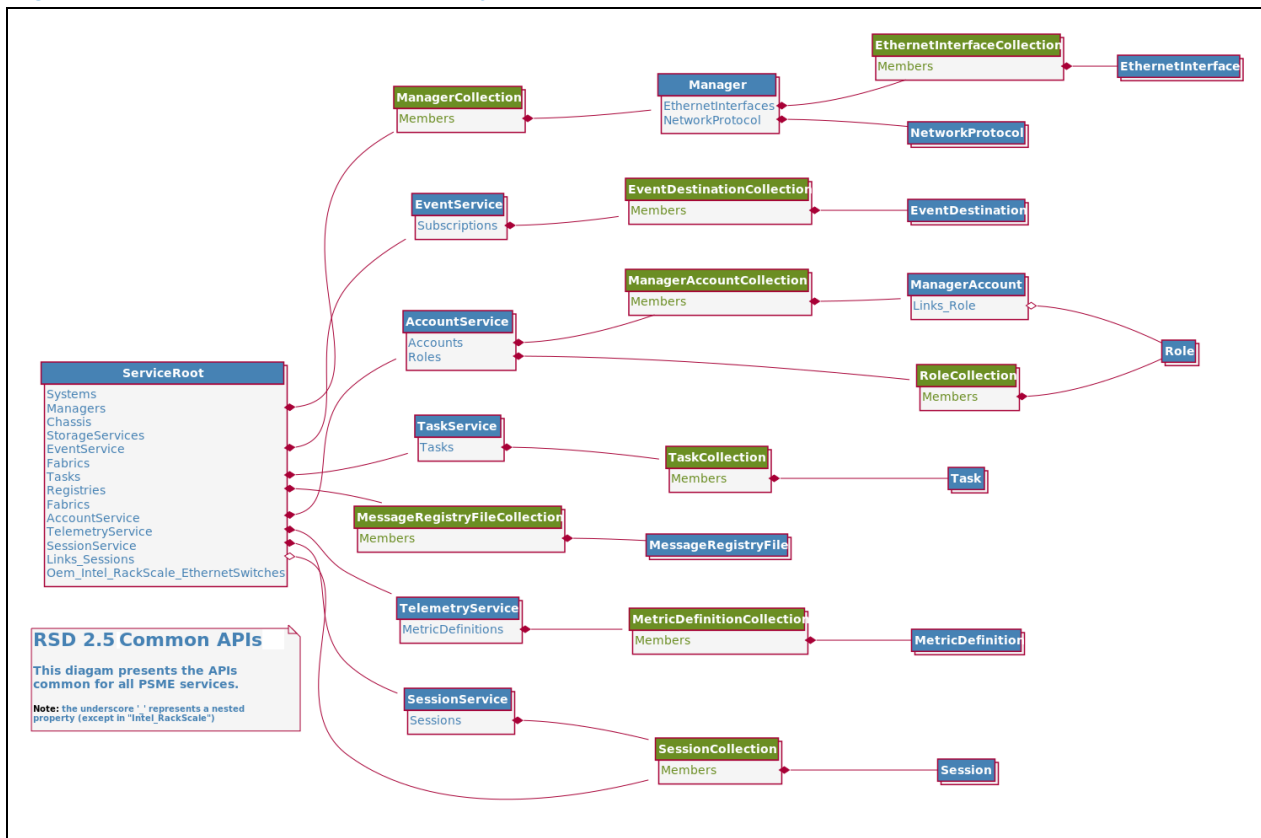 EthernetInterfaceCollection
Members
EthernetInterface
Manager
EthernetInterfaces
NetworkProtocol
ManagerCollection
Members
NetworkProtocol
EventDestinationCollection
Members
EventService
Subscriptions
EventDestination
ManagerAccountCollection
Members
ManagerAccount
Links_Role
AccountService
Accounts
Roles
Role
RoleCollection
Members
ServiceRoot
Systems
Managers
Chassis
StorageServices
EventService
Fabrics
Tasks
Registries
Fabrics
AccountService
TelemetryService
SessionService
Links_Sessions
Oem_Intel_RackScale_EthernetSwitches
TaskService
Tasks
TaskCollection
Members
Task
MessageRegistryFileCollection
Members
MessageRegistryFile
TelemetryService
MetricDefinitions
MetricDefinitionCollection
Members
MetricDefinition
RSD 2.5 Common APIs
This diagam presents the APIs
common for all PSME services.
Note: the underscore '_' represents a nested
property (except in "Intel_RackScale")
SessionService
Sessions
SessionCollection
Members
Session